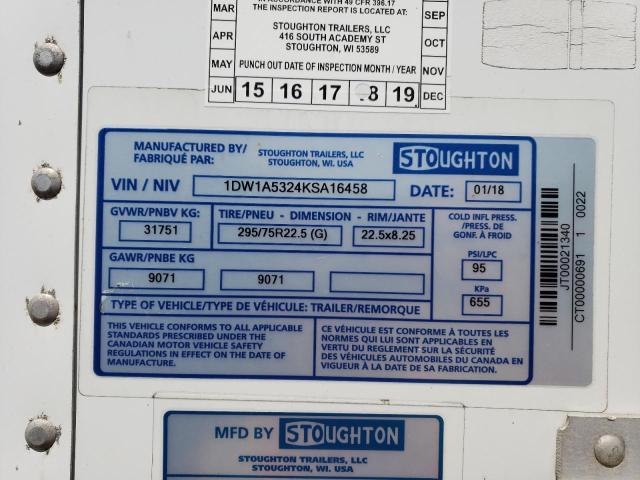 IN ACCORDANCE WITH 49 CFR 396.17
THE INSPECTION REPORT IS LOCATED AT:
STOUGHTON TRAILERS, LLC
416 SOUTH ACADEMY ST
STOUGHTON, WI 53589
PUNCH OUT DATE OF INSPECTION MONTH / YEAR
MAR
APR
MAY
JUN
15 16 17 18 19
SEP
OCT
NOV
DEC
MANUFACTURED BY/
FABRIQUÉ PAR:
STOUGHTON TRAILERS, LLC
STOUGHTON, WI. USA
STOUGHTON
VIN / NIV 1DW1A5324KSA16458 DATE: 01/18
GVWR/PNBV KG:
31751
TIRE/PNEU - DIMENSION - RIM/JANTE
295/75R22.5 (G) 22.5x8.25
COLD INFL PRESS.
/PRESS. DE
GONF. À FROID
PSI/LPC
95
KPa
655
GAWR/PNBE KG
9071 9071
TYPE OF VEHICLE/TYPE DE VÉHICULE: TRAILER/REMORQUE
THIS VEHICLE CONFORMS TO ALL APPLICABLE
STANDARDS PRESCRIBED UNDER THE
CANADIAN MOTOR VEHICLE SAFETY
REGULATIONS IN EFFECT ON THE DATE OF
MANUFACTURE.
CE VÉHICULE EST CONFORME À TOUTES LES
NORMES QUI LUI SONT APPLICABLES EN
VERTU DU RÈGLEMENT SUR LA SÉCURITÉ
DES VÉHICULES AUTOMOBILES DU CANADA EN
VIGUEUR À LA DATE DE SA FABRICATION.
JT00021340
CT00000691 1 0022
MFD BY STOUGHTON
STOUGHTON TRAILERS, LLC
STOUGHTON, WI. USA